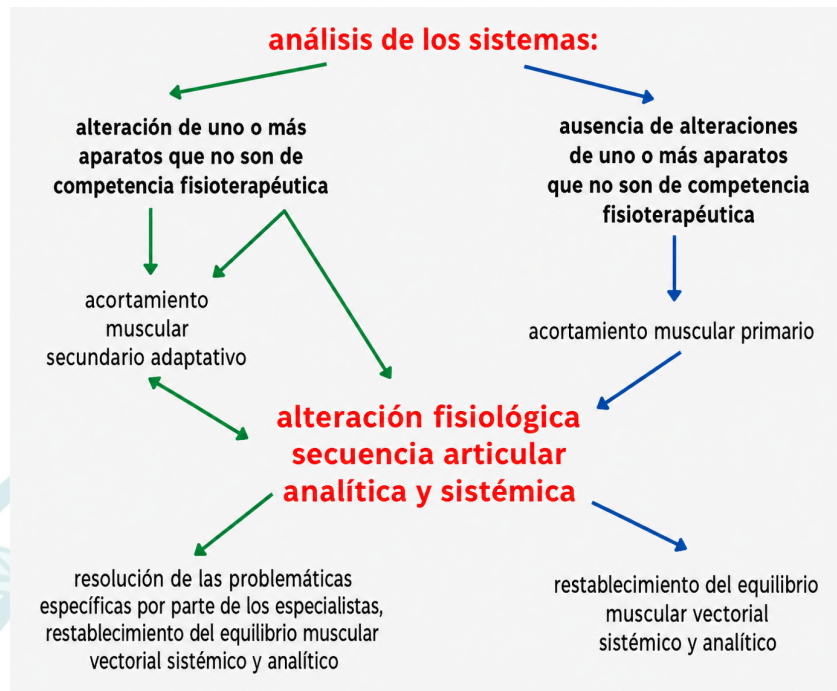 análisis de los sistemas:
alteración de uno o más
aparatos que no son de
competencia fisioterapéutica
ausencia de alteraciones
de uno o más aparatos
que no son de competencia
fisioterapéutica
acortamiento
muscular
secundario adaptativo
acortamiento muscular primario
alteración fisiológica
secuencia articular
analítica y sistémica
resolución de las problemáticas
específicas por parte de los especialistas,
restablecimiento del equilibrio muscular
vectorial sistémico y analítico
restablecimiento del equilibrio
muscular vectorial
sistémico y analítico